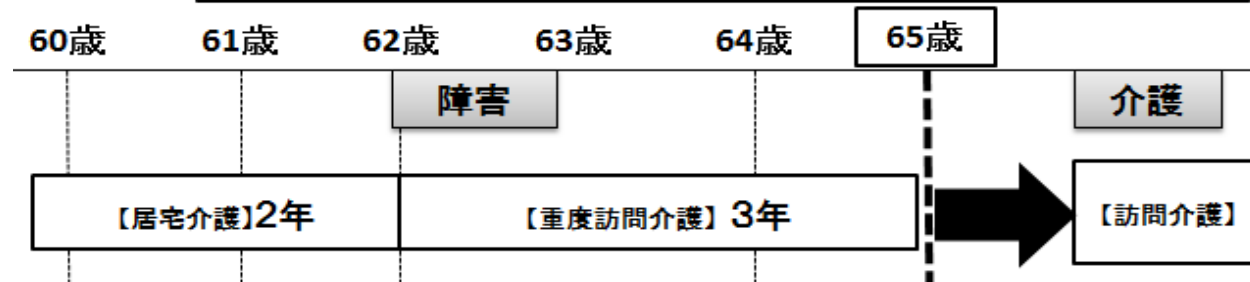 60歳 61歳 62歳 63歳 64歳 65歳
障害 介護
【居宅介護】2年 【重度訪問介護】3年 【訪問介護】